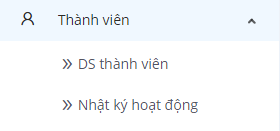 Thành viên
DS thành viên
Nhật ký hoạt động